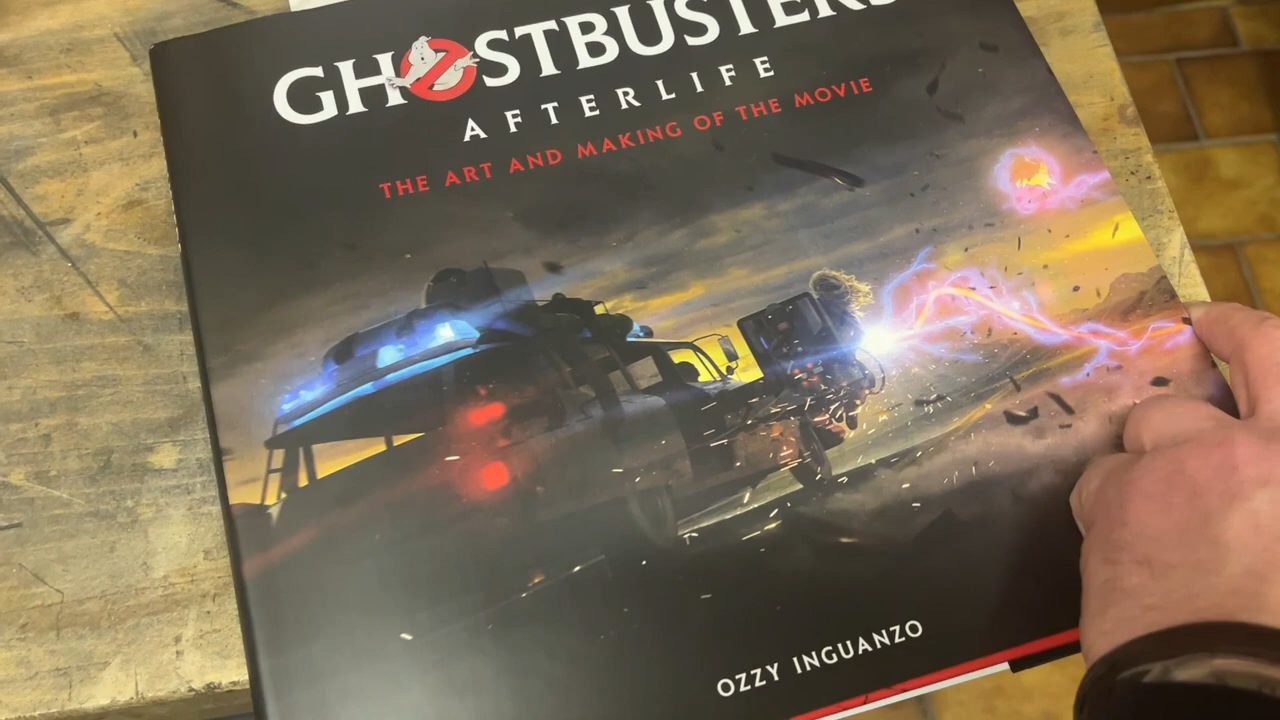 GHOSTBUSTERS
AFTERLIFE
THE ART AND MAKING OF THE MOVIE
OZZY INGUANZO